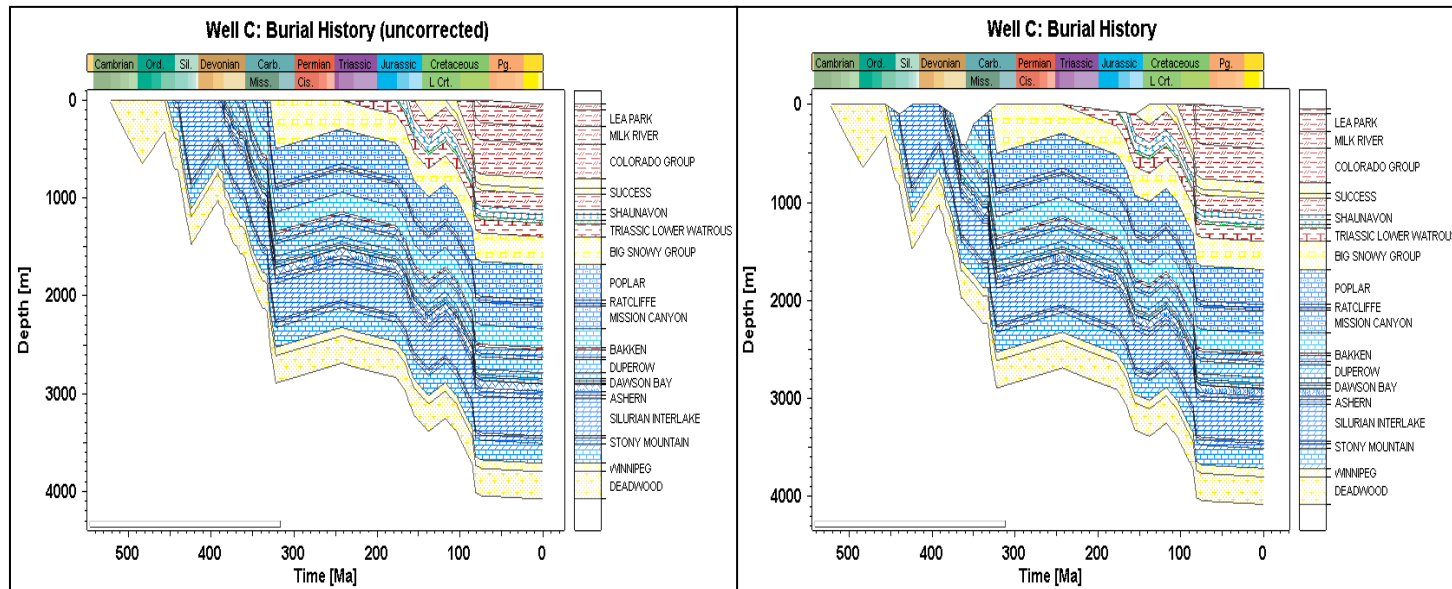 Well C: Burial History (uncorrected)
Cambrian Ord. Sil. Devonian Carb. Permian Triassic Jurassic Cretaceous Pg.
Miss. Cis. L Crt.
0
1000
2000
3000
4000
Depth [m]
500 400 300 200 100 0
Time [Ma]
LEA PARK
MILK RIVER
COLORADO GROUP
SUCCESS
SHAUNAVON
TRIASSIC LOWER WATROUS
BIG SNOWY GROUP
POPLAR
RATCLIFFE
MISSION CANYON
BAKKEN
DUPEROW
DAWSON BAY
ASHERN
SILURIAN INTERLAKE
STONY MOUNTAIN
WINNIPEG
DEADWOOD
Well C: Burial History
Cambrian Ord. Sil. Devonian Carb. Permian Triassic Jurassic Cretaceous Pg.
Miss. Cis. L Crt.
0
1000
2000
3000
4000
Depth [m]
500 400 300 200 100 0
Time [Ma]
LEA PARK
MILK RIVER
COLORADO GROUP
SUCCESS
SHAUNAVON
TRIASSIC LOWER WATROUS
BIG SNOWY GROUP
POPLAR
RATCLIFFE
MISSION CANYON
BAKKEN
DUPEROW
DAWSON BAY
ASHERN
SILURIAN INTERLAKE
STONY MOUNTAIN
WINNIPEG
DEADWOOD